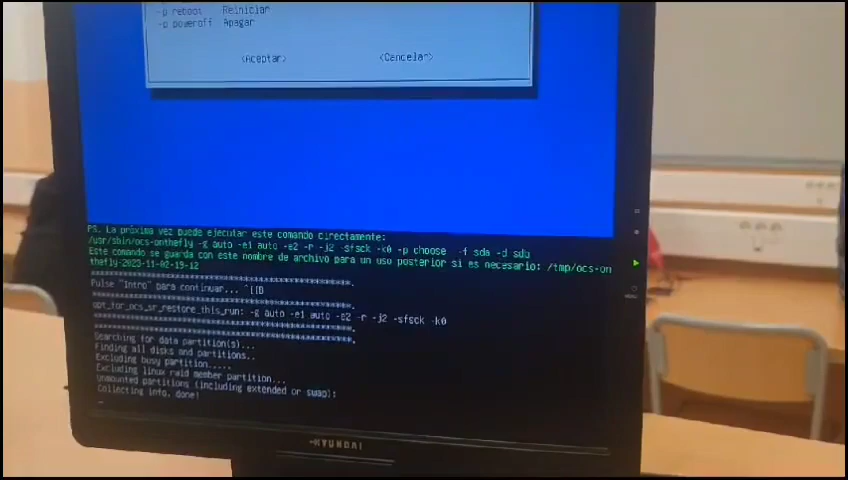 -p reboot Reiniciar
-p poweroff Apagar
<Aceptar> <Cancelar>
PS. La próxima vez puede ejecutar este comando directamente:
/usr/sbin/ocs-onthefly -g auto -e1 auto -e2 -r -j2 -sfsck -k0 -p choose -f sda -d sdb
Este comando se guarda con este nombre de archivo para un uso posterior si es necesario: /tmp/ocs-on
thefly-2023-11-02-19-12
*****************************************************.
Pulse "Intro" para continuar... ^[[B
*****************************************************.
opt_for_ocs_sr_restore_this_run: -g auto -e1 auto -e2 -r -j2 -sfsck -k0
*****************************************************.
*****************************************************.
Searching for data partition(s)...
Finding all disks and partitions..
Excluding busy partition.....
Excluding linux raid member partition...
Unmounted partitions (including extended or swap):
Collecting info. done!
HYUNDAI